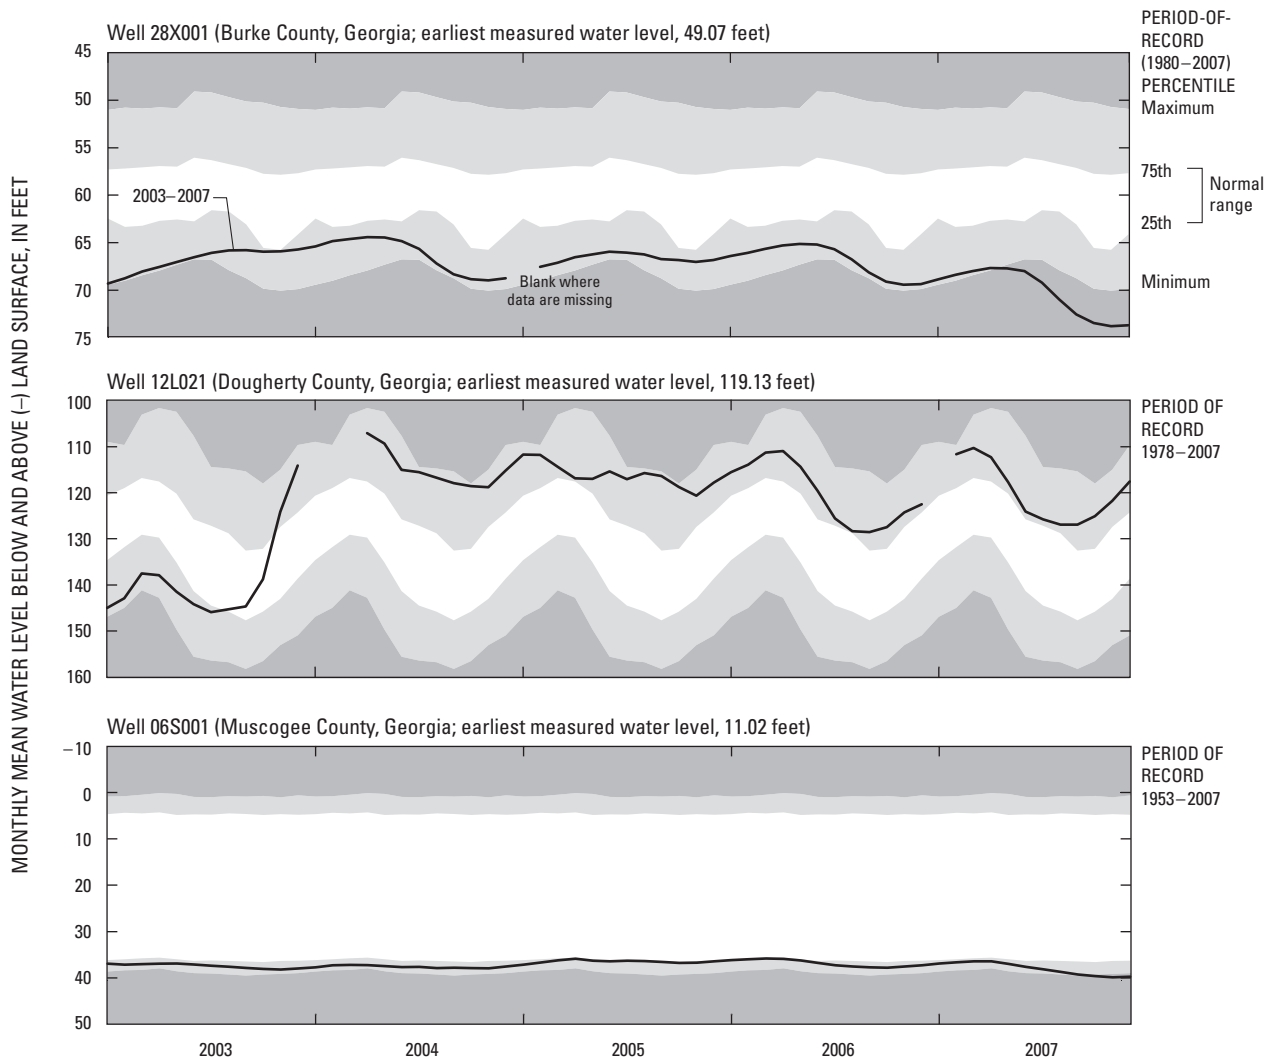 Well 28X001 (Burke County, Georgia; earliest measured water level, 49.07 feet)
PERIOD-OF-
RECORD
(1980–2007)
PERCENTILE
Maximum
75th
Normal
range
25th
Minimum
45
50
55
60
65
70
75
2003–2007
Blank where
data are missing
MONTHLY MEAN WATER LEVEL BELOW AND ABOVE (–) LAND SURFACE, IN FEET
Well 12L021 (Dougherty County, Georgia; earliest measured water level, 119.13 feet)
PERIOD OF
RECORD
1978–2007
100
110
120
130
140
150
160
Well 06S001 (Muscogee County, Georgia; earliest measured water level, 11.02 feet)
PERIOD OF
RECORD
1953–2007
–10
0
10
20
30
40
50
2003 2004 2005 2006 2007